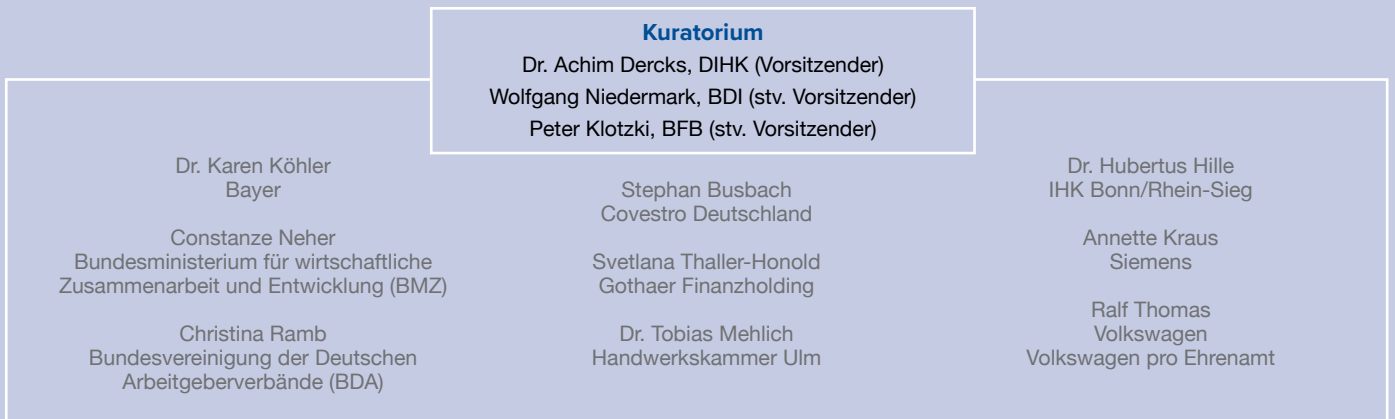 Kuratorium
Dr. Achim Dercks, DIHK (Vorsitzender)
Wolfgang Niedermark, BDI (stv. Vorsitzender)
Peter Klotzki, BFB (stv. Vorsitzender)
Dr. Karen Köhler
Bayer
Constanze Neher
Bundesministerium für wirtschaftliche
Zusammenarbeit und Entwicklung (BMZ)
Christina Ramb
Bundesvereinigung der Deutschen
Arbeitgeberverbände (BDA)
Stephan Busbach
Covestro Deutschland
Svetlana Thaller-Honold
Gothaer Finanzholding
Dr. Tobias Mehlich
Handwerkskammer Ulm
Dr. Hubertus Hille
IHK Bonn/Rhein-Sieg
Annette Kraus
Siemens
Ralf Thomas
Volkswagen
Volkswagen pro Ehrenamt